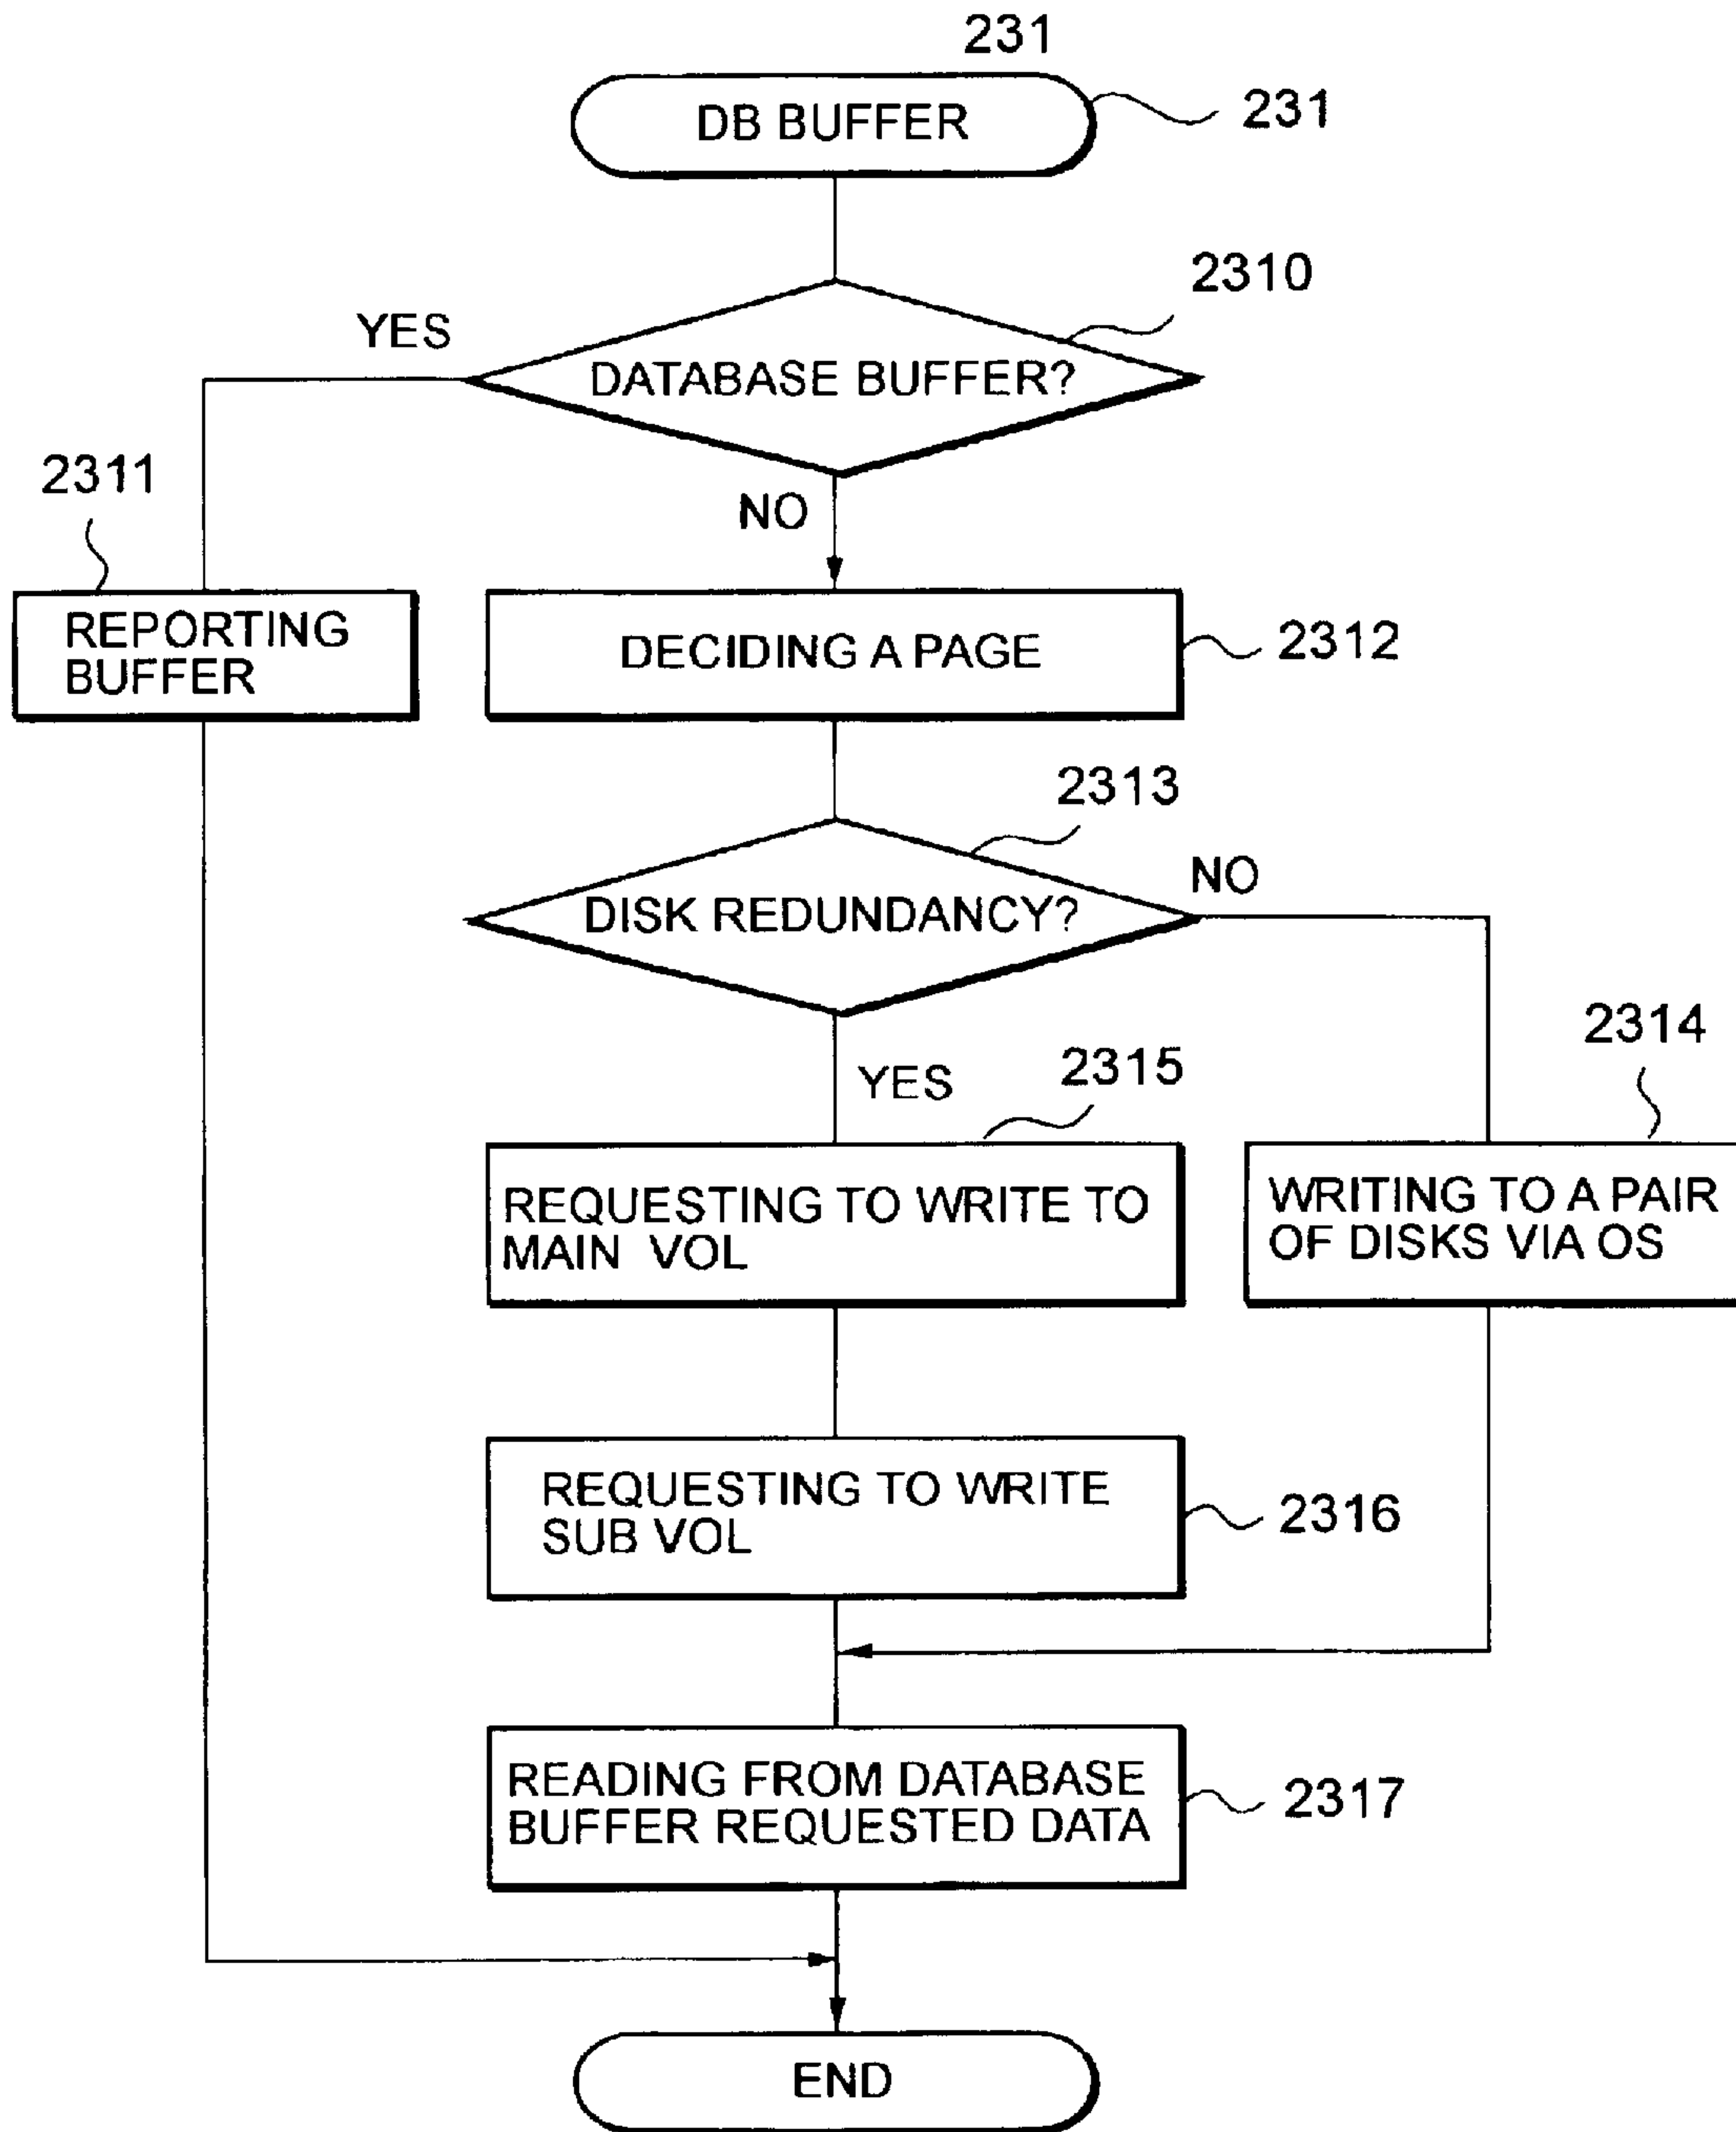 231
DB BUFFER
231
2310
YES
DATABASE BUFFER?
2311
NO
REPORTING
BUFFER
DECIDING A PAGE
2312
2313
NO
DISK REDUNDANCY?
2314
YES
2315
REQUESTING TO WRITE TO
MAIN VOL
WRITING TO A PAIR
OF DISKS VIA OS
REQUESTING TO WRITE
SUB VOL
2316
READING FROM DATABASE
BUFFER REQUESTED DATA
2317
END